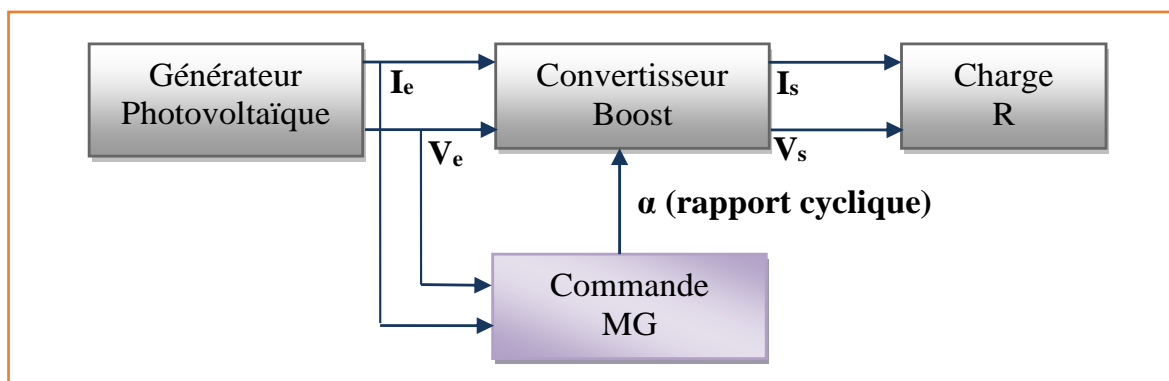 Générateur
Photovoltaïque
Iₑ
Vₑ
Convertisseur
Boost
Iₛ
Vₛ
Charge
R
α (rapport cyclique)
Commande
MG